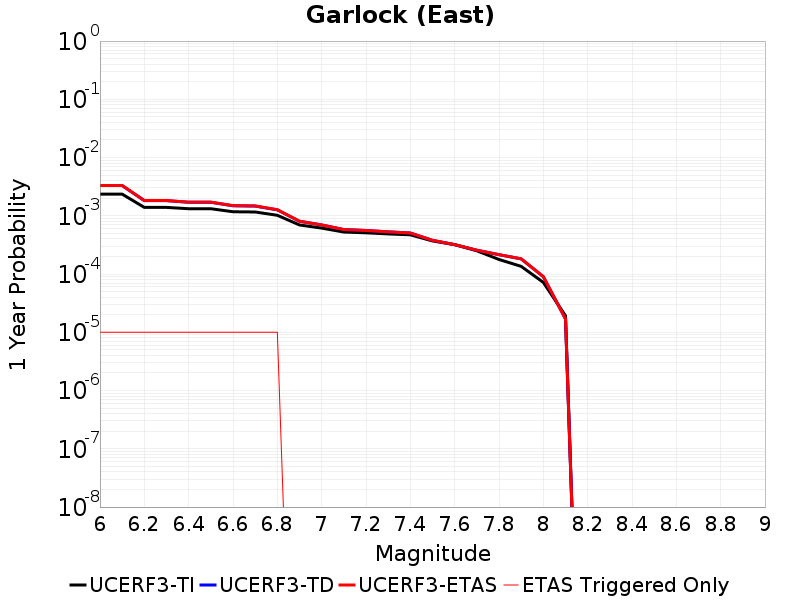 Garlock (East)
1 Year Probability
10^0
10^-1
10^-2
10^-3
10^-4
10^-5
10^-6
10^-7
10^-8
6 6.2 6.4 6.6 6.8 7 7.2 7.4 7.6 7.8 8 8.2 8.4 8.6 8.8 9
Magnitude
UCERF3-TI UCERF3-TD UCERF3-ETAS ETAS Triggered Only